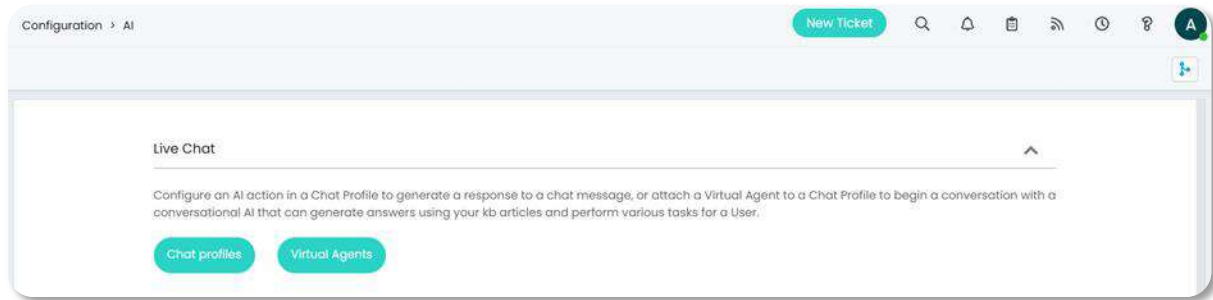 Configuration > AI
New Ticket
A
Live Chat
Configure an AI action in a Chat Profile to generate a response to a chat message, or attach a Virtual Agent to a Chat Profile to begin a conversation with a
conversational AI that can generate answers using your kb articles and perform various tasks for a User.
Chat profiles
Virtual Agents